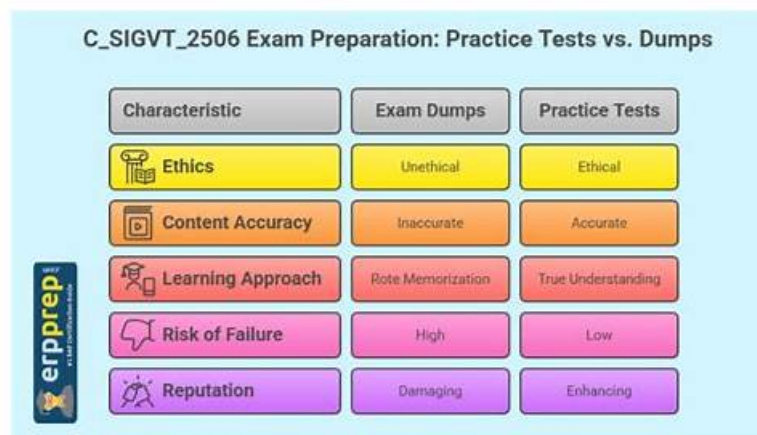 C_SIGVT_2506 Exam Preparation: Practice Tests vs. Dumps
Characteristic Exam Dumps Practice Tests
Ethics Unethical Ethical
Content Accuracy Inaccurate Accurate
Learning Approach Rote Memorization True Understanding
Risk of Failure High Low
Reputation Damaging Enhancing
erpprep